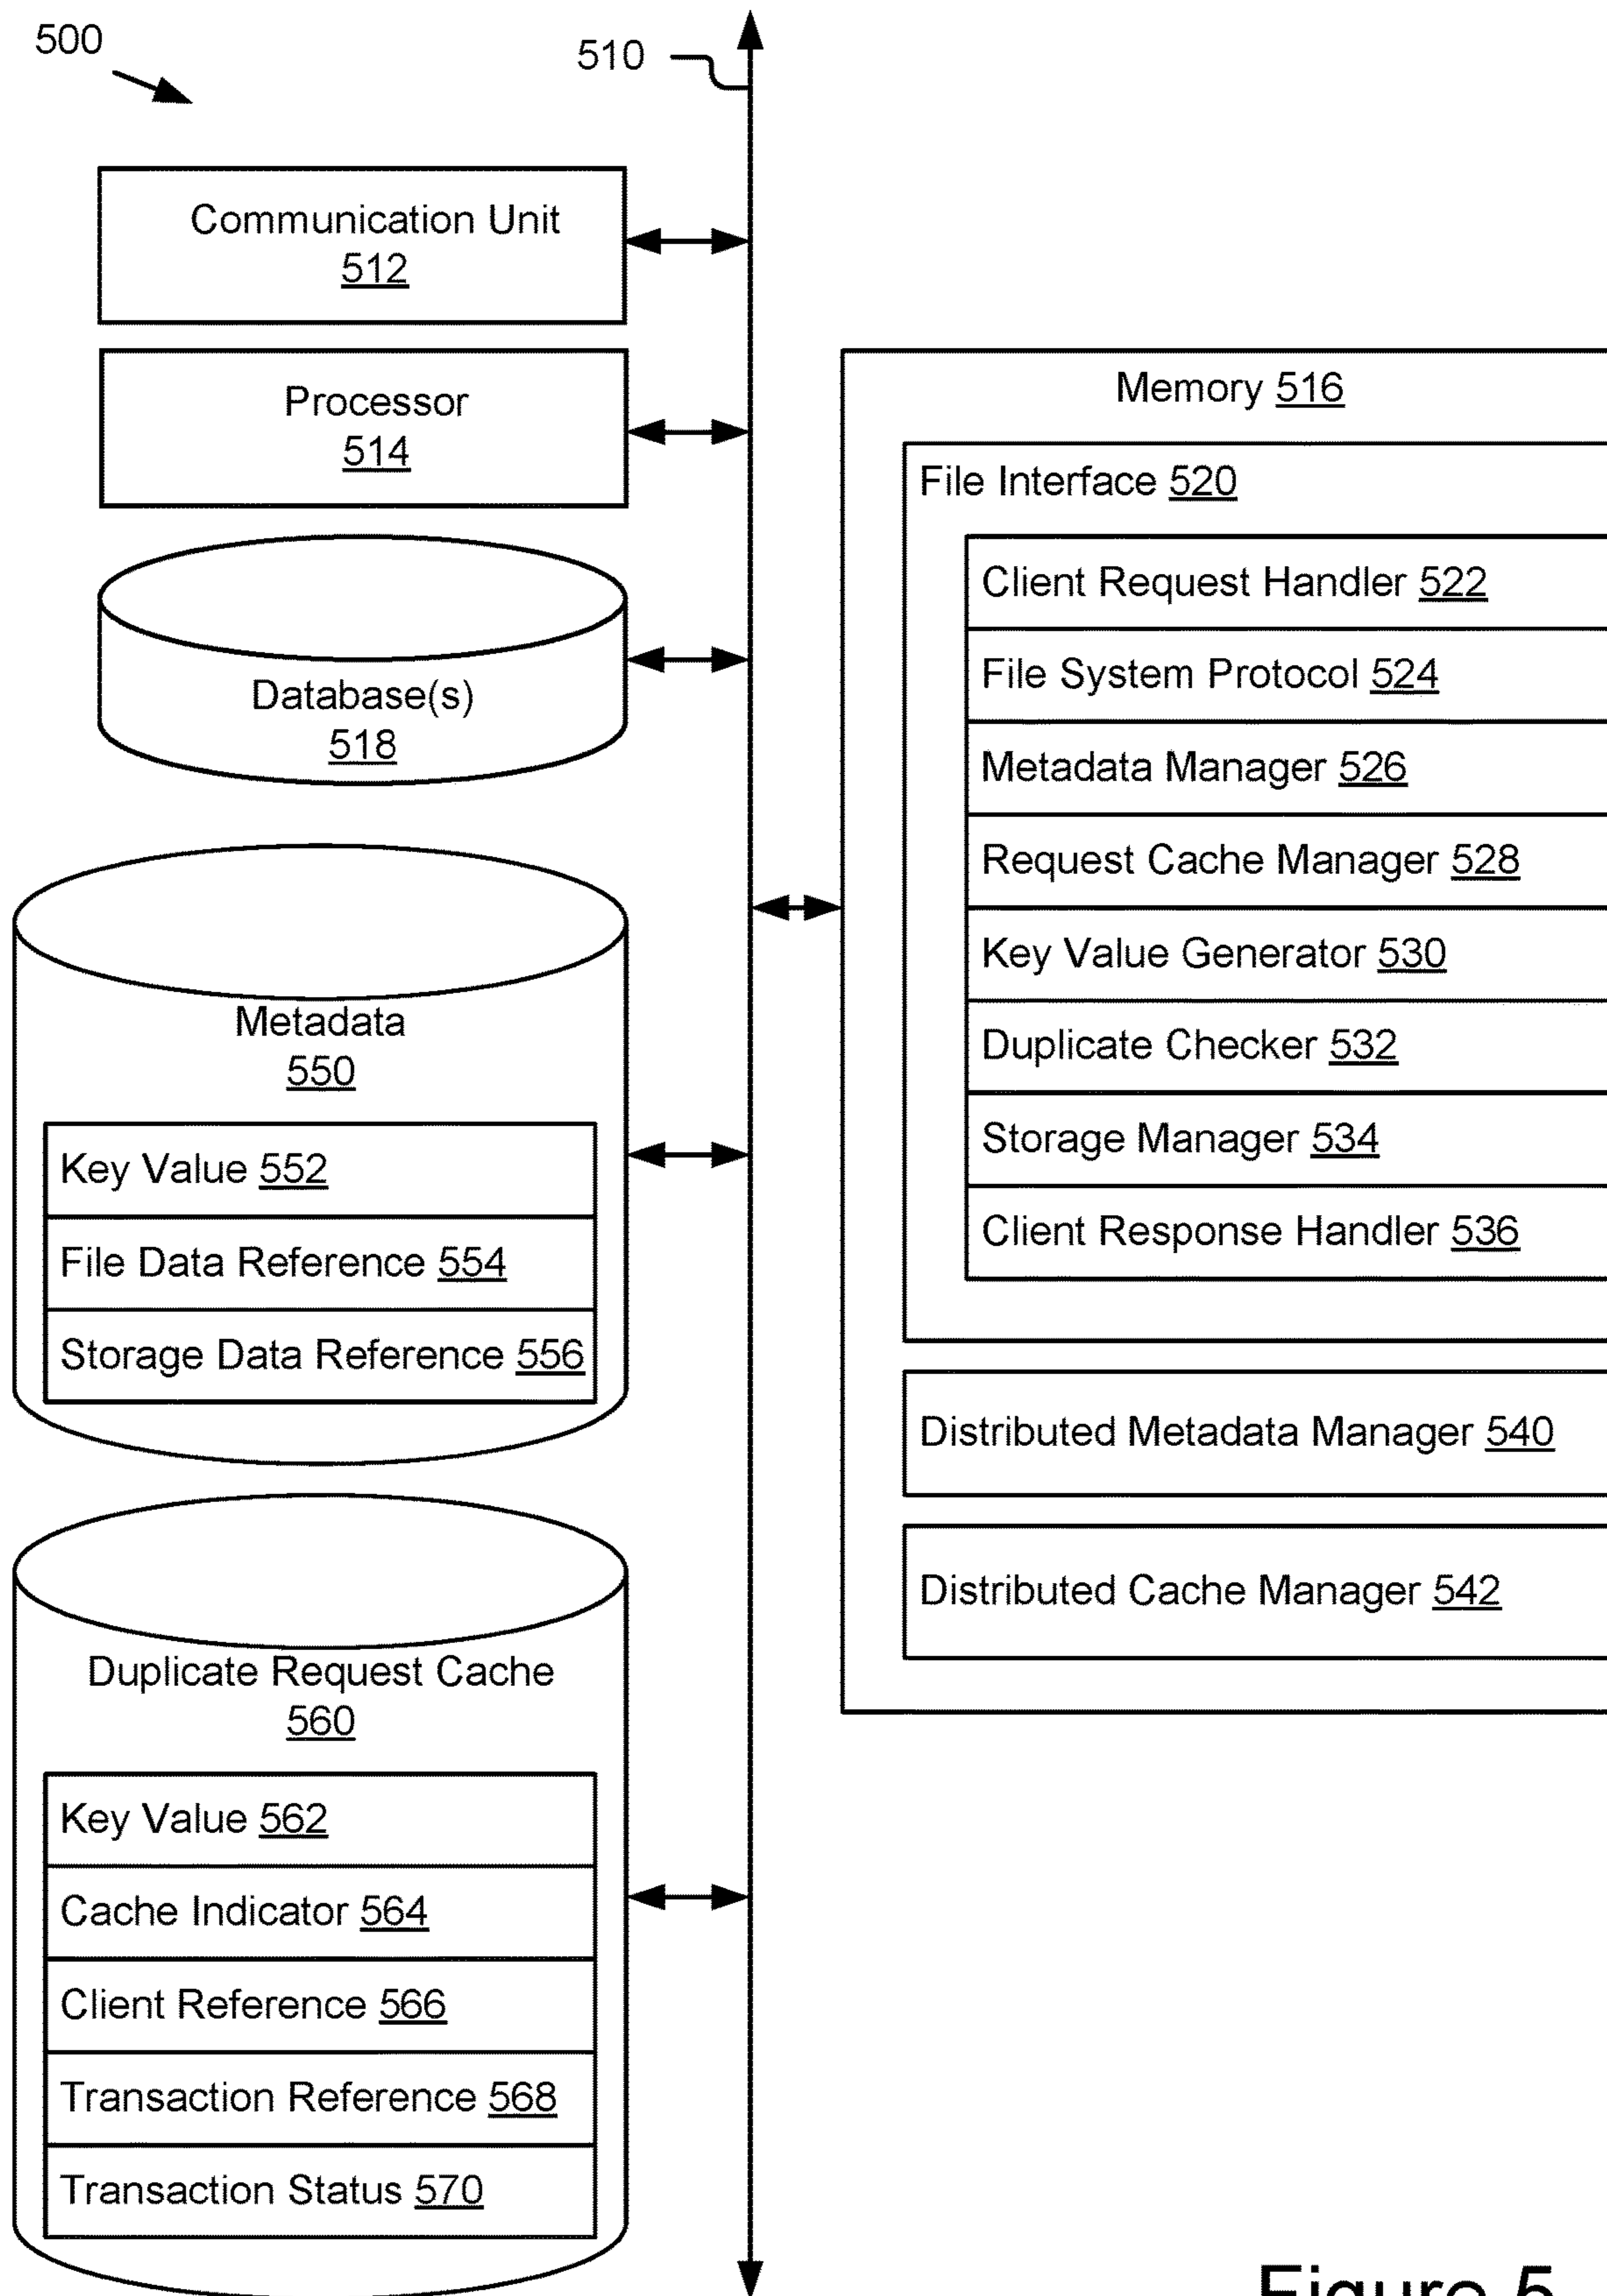 500
510
Communication Unit
512
Processor
514
Database(s)
518
Metadata
550
Key Value 552
File Data Reference 554
Storage Data Reference 556
Duplicate Request Cache
560
Key Value 562
Cache Indicator 564
Client Reference 566
Transaction Reference 568
Transaction Status 570
Memory 516
File Interface 520
Client Request Handler 522
File System Protocol 524
Metadata Manager 526
Request Cache Manager 528
Key Value Generator 530
Duplicate Checker 532
Storage Manager 534
Client Response Handler 536
Distributed Metadata Manager 540
Distributed Cache Manager 542
Figure 5